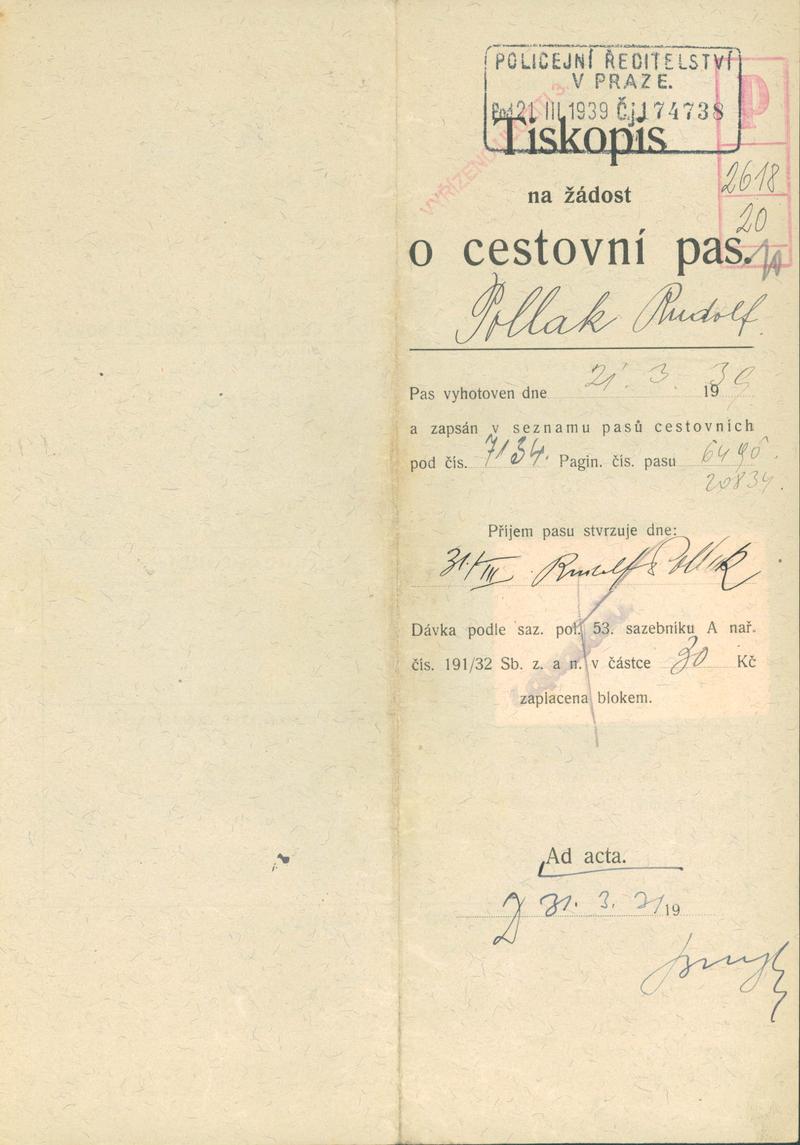 POLICEJNÍ ŘEDITELSTVÍ
V PRAZE.
Pod 21 III 1939 Č.j. 174738
P
Tiskopis
2618
na žádost
20
o cestovní pas.
Pollak Rudolf
Pas vyhotoven dne 21. 3. 1939
a zapsán v seznamu pasů cestovních
pod čís. 7134. Pagin. čís. pasu 6490
20834.
Příjem pasu stvrzuje dne:
31/III Rudolf Pollak
Dávka podle saz. pol. 53. sazebníku A nař.
čís. 191/32 Sb. z. a n. v částce 30 Kč
zaplacena blokem.
Ad acta.
31. 3. 19